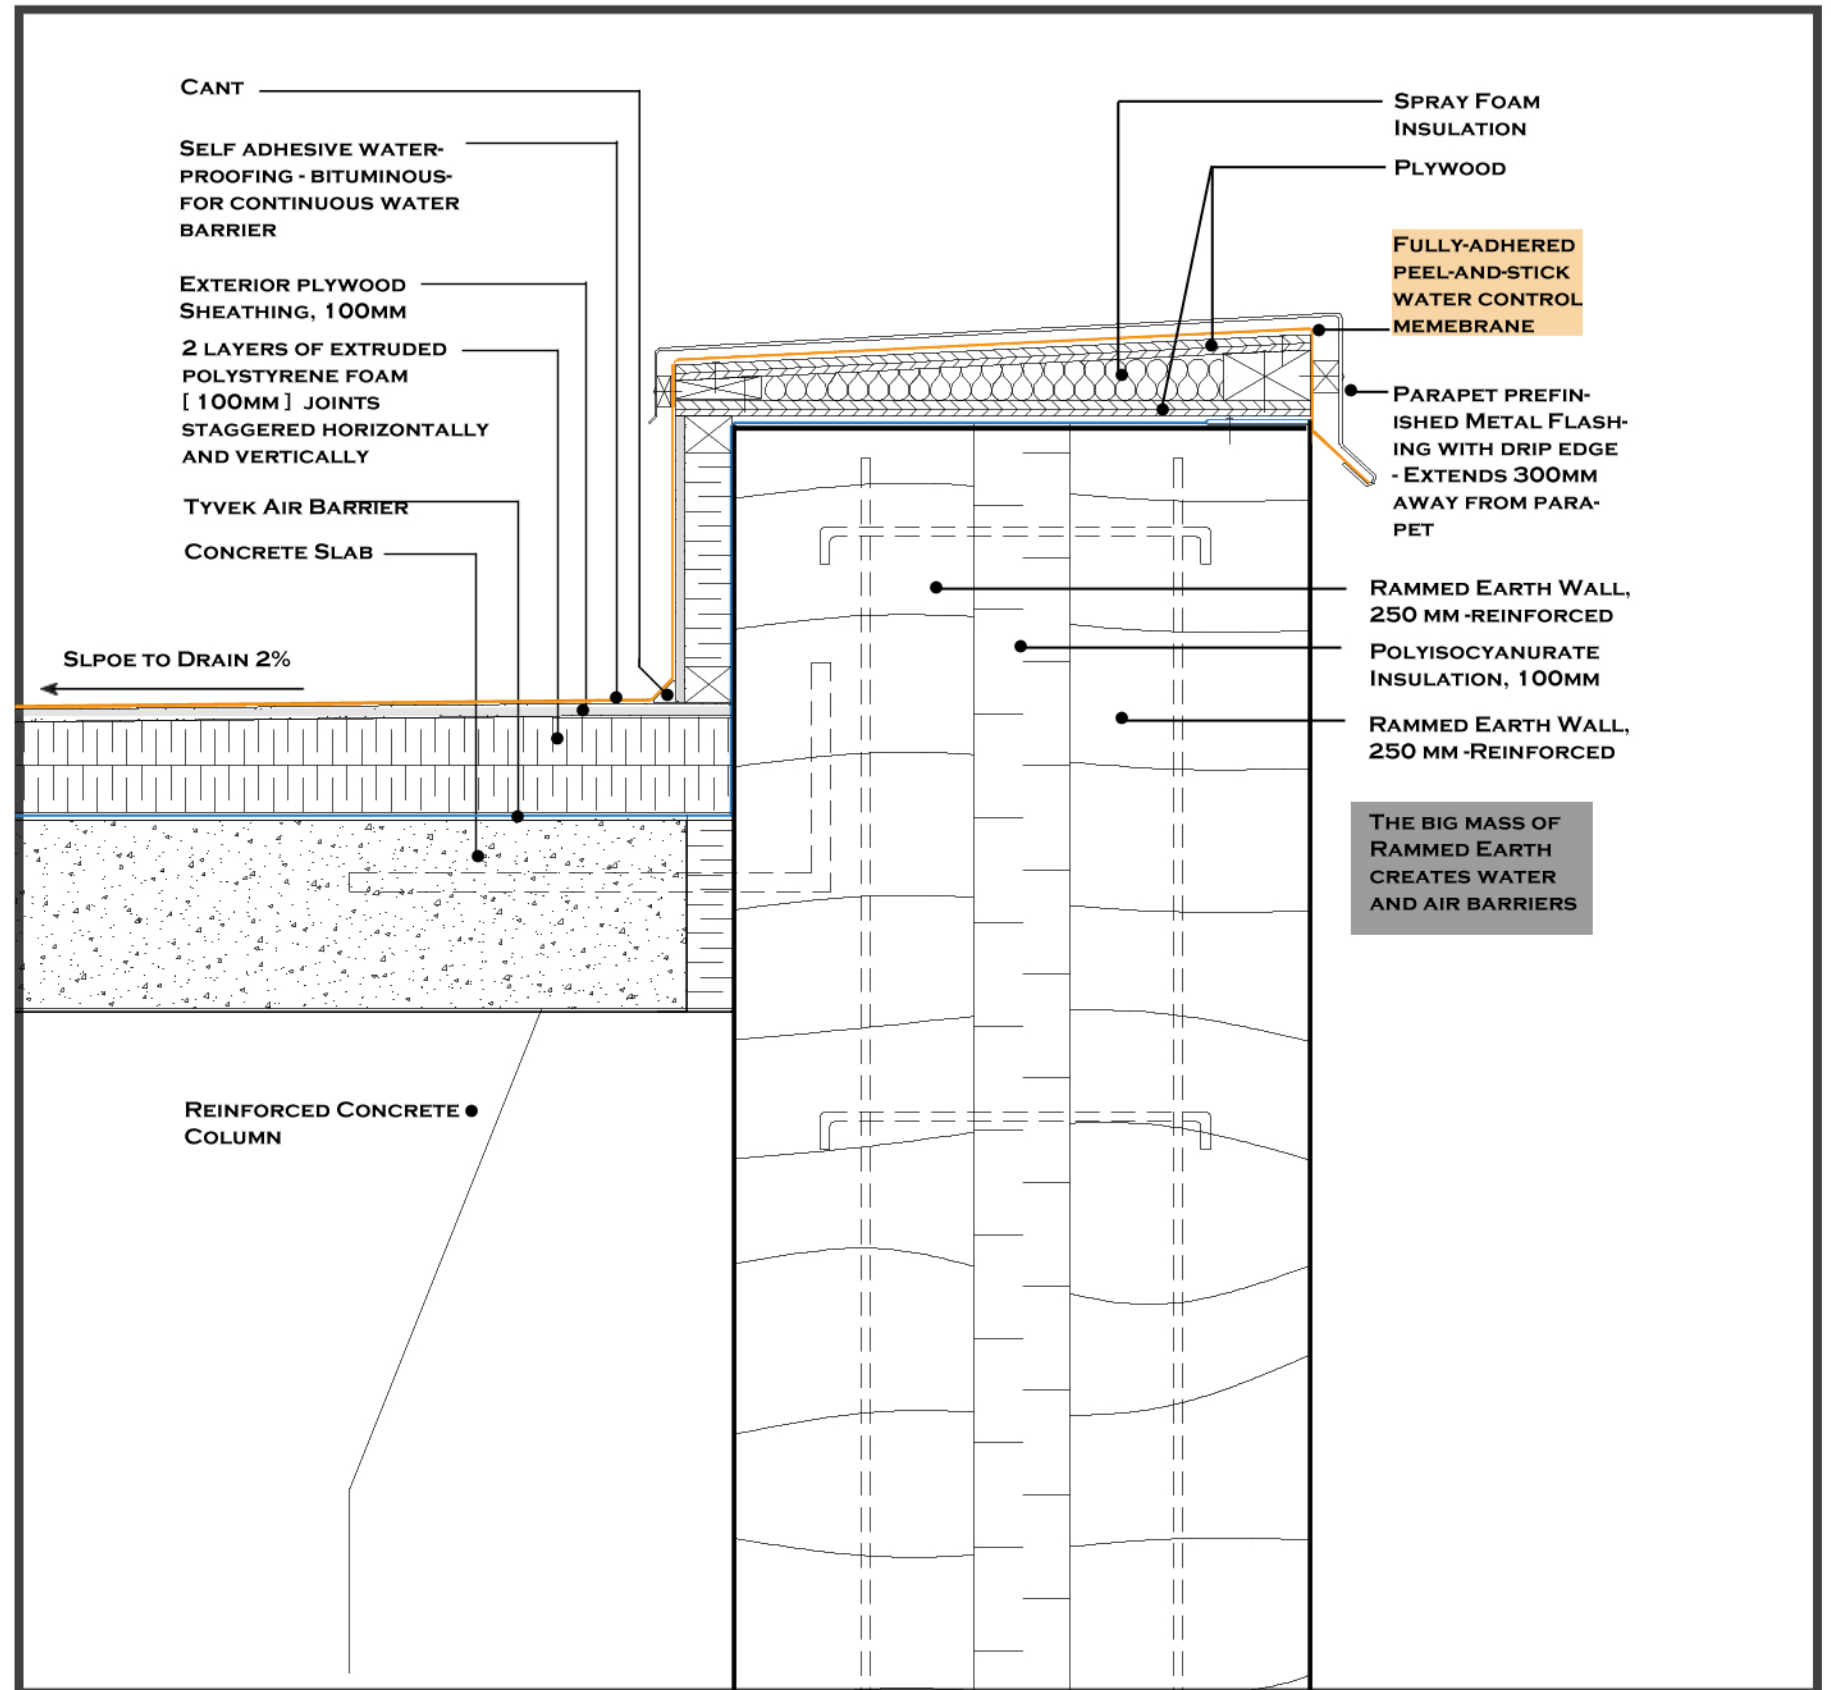 Cant
Self adhesive water-
proofing - bituminous-
for continuous water
barrier
Exterior plywood
Sheathing, 100mm
2 layers of extruded
polystyrene foam
[ 100mm ] joints
staggered horizontally
and vertically
Tyvek Air Barrier
Concrete Slab
Slpoe to Drain 2%
Reinforced Concrete
Column
Spray Foam
Insulation
Plywood
Fully-adhered
peel-and-stick
water control
memebrane
Parapet prefin-
ished Metal Flash-
ing with drip edge
- Extends 300mm
away from para-
pet
Rammed Earth Wall,
250 mm -reinforced
Polyisocyanurate
Insulation, 100mm
Rammed Earth Wall,
250 mm -Reinforced
The big mass of
Rammed Earth
creates water
and air barriers